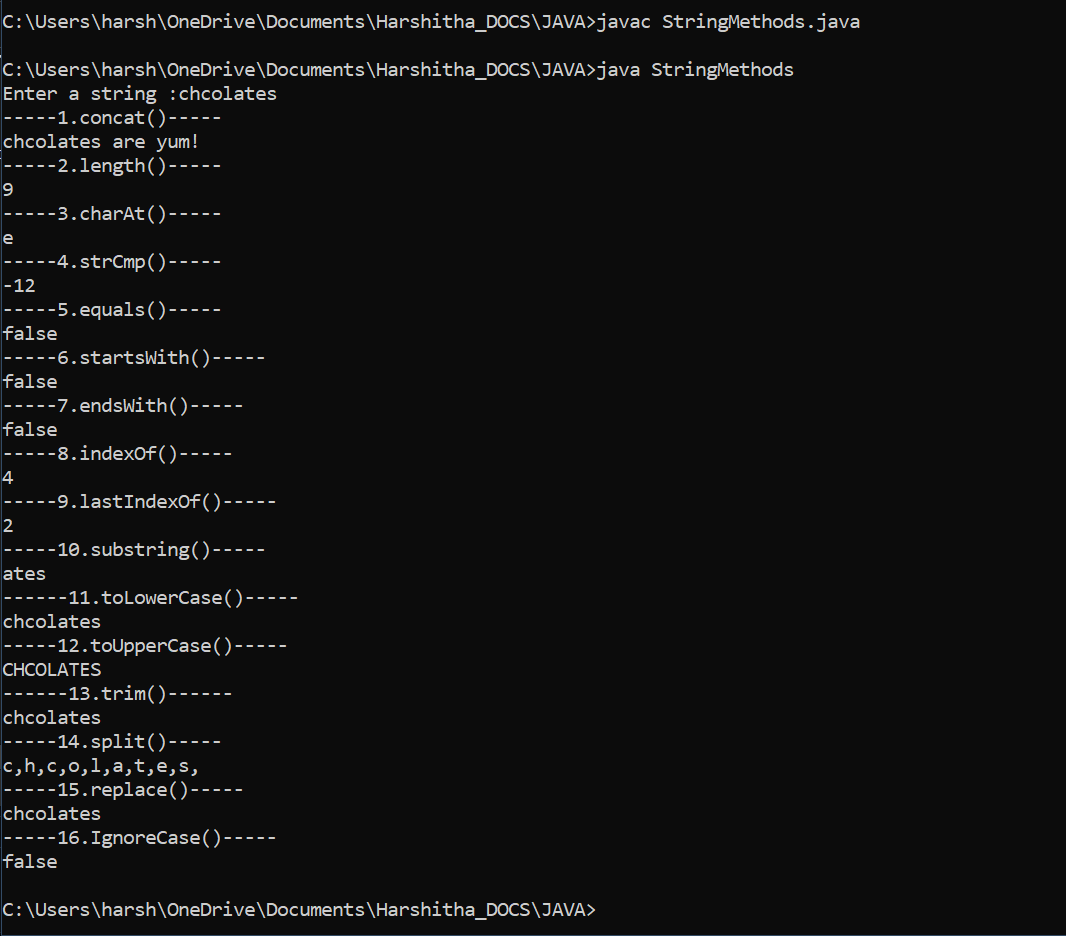 C:\Users\harsh\OneDrive\Documents\Harshitha_DOCS\JAVA>javac StringMethods.java
C:\Users\harsh\OneDrive\Documents\Harshitha_DOCS\JAVA>java StringMethods
Enter a string :chcolates
-----1.concat()-----
chcolates are yum!
-----2.length()-----
9
-----3.charAt()-----
e
-----4.strCmp()-----
-12
-----5.equals()-----
false
-----6.startsWith()-----
false
-----7.endsWith()-----
false
-----8.indexOf()-----
4
-----9.lastIndexOf()-----
2
-----10.substring()-----
ates
------11.toLowerCase()-----
chcolates
-----12.toUpperCase()-----
CHCOLATES
------13.trim()------
chcolates
-----14.split()-----
c,h,c,o,l,a,t,e,s,
-----15.replace()-----
chcolates
-----16.IgnoreCase()-----
false
C:\Users\harsh\OneDrive\Documents\Harshitha_DOCS\JAVA>